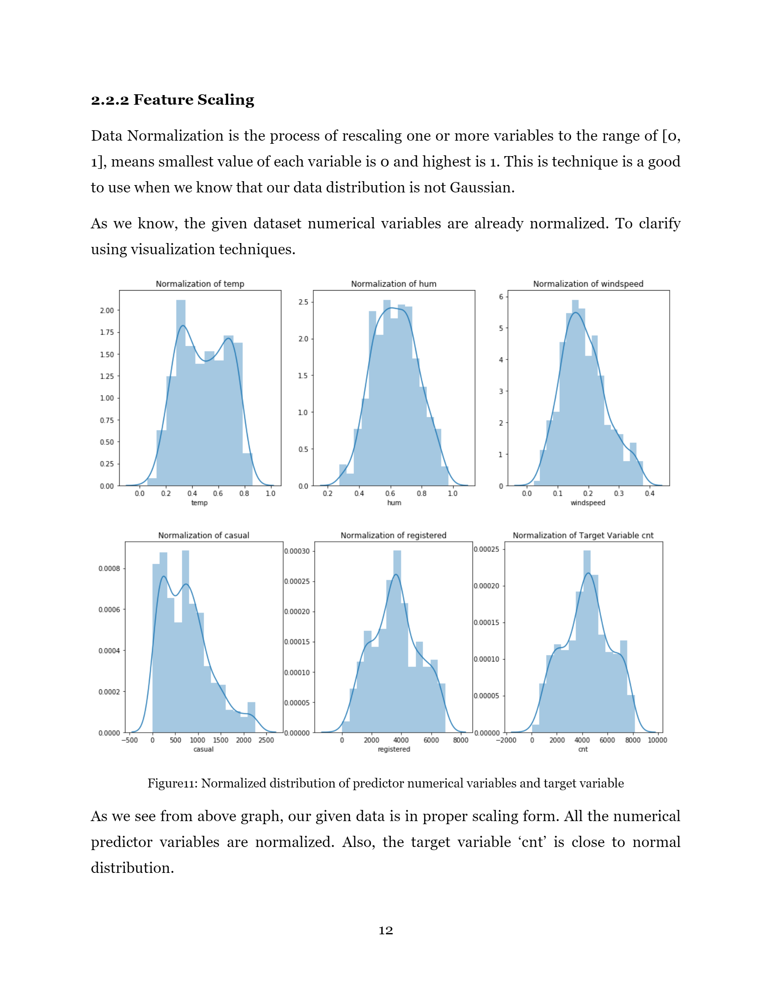 2.2.2 Feature Scaling
Data Normalization is the process of rescaling one or more variables to the range of [0,
1], means smallest value of each variable is 0 and highest is 1. This is technique is a good
to use when we know that our data distribution is not Gaussian.
As we know, the given dataset numerical variables are already normalized. To clarify
using visualization techniques.
Normalization of temp
2.00
1.75
1.50
1.25
1.00
0.75
0.50
0.25
0.00
0.0 0.2 0.4 0.6 0.8 1.0
temp
Normalization of hum
2.5
2.0
1.5
1.0
0.5
0.0
0.2 0.4 0.6 0.8 1.0
hum
Normalization of windspeed
6
5
4
3
2
1
0
0.0 0.1 0.2 0.3 0.4
windspeed
Normalization of casual
0.0008
0.0006
0.0004
0.0002
0.0000
−500 0 500 1000 1500 2000 2500
casual
Normalization of registered
0.00030
0.00025
0.00020
0.00015
0.00010
0.00005
0.00000
0 2000 4000 6000 8000
registered
Normalization of Target Variable cnt
0.00025
0.00020
0.00015
0.00010
0.00005
0.00000
−2000 0 2000 4000 6000 8000 10000
cnt
Figure11: Normalized distribution of predictor numerical variables and target variable
As we see from above graph, our given data is in proper scaling form. All the numerical
predictor variables are normalized. Also, the target variable ‘cnt’ is close to normal
distribution.
12